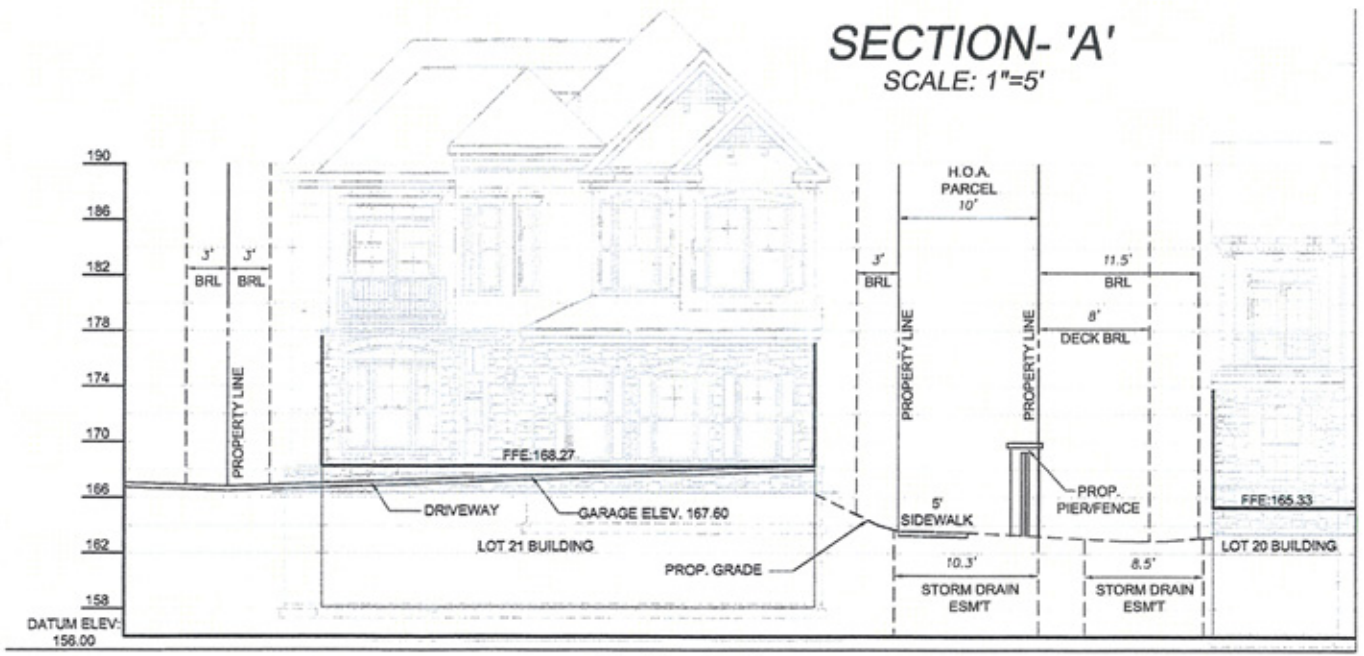 SECTION- 'A'
SCALE: 1"=5'
190
186
182
178
174
170
166
162
158
DATUM ELEV:
156.00
3'
BRL
3'
BRL
PROPERTY LINE
FFE:168.27
DRIVEWAY
GARAGE ELEV. 167.60
LOT 21 BUILDING
PROP. GRADE
3'
BRL
H.O.A.
PARCEL
10'
PROPERTY LINE
PROPERTY LINE
11.5'
BRL
8'
DECK BRL
5'
SIDEWALK
PROP.
PIER/FENCE
10.3'
STORM DRAIN
ESM'T
8.5'
STORM DRAIN
ESM'T
FFE:165.33
LOT 20 BUILDING